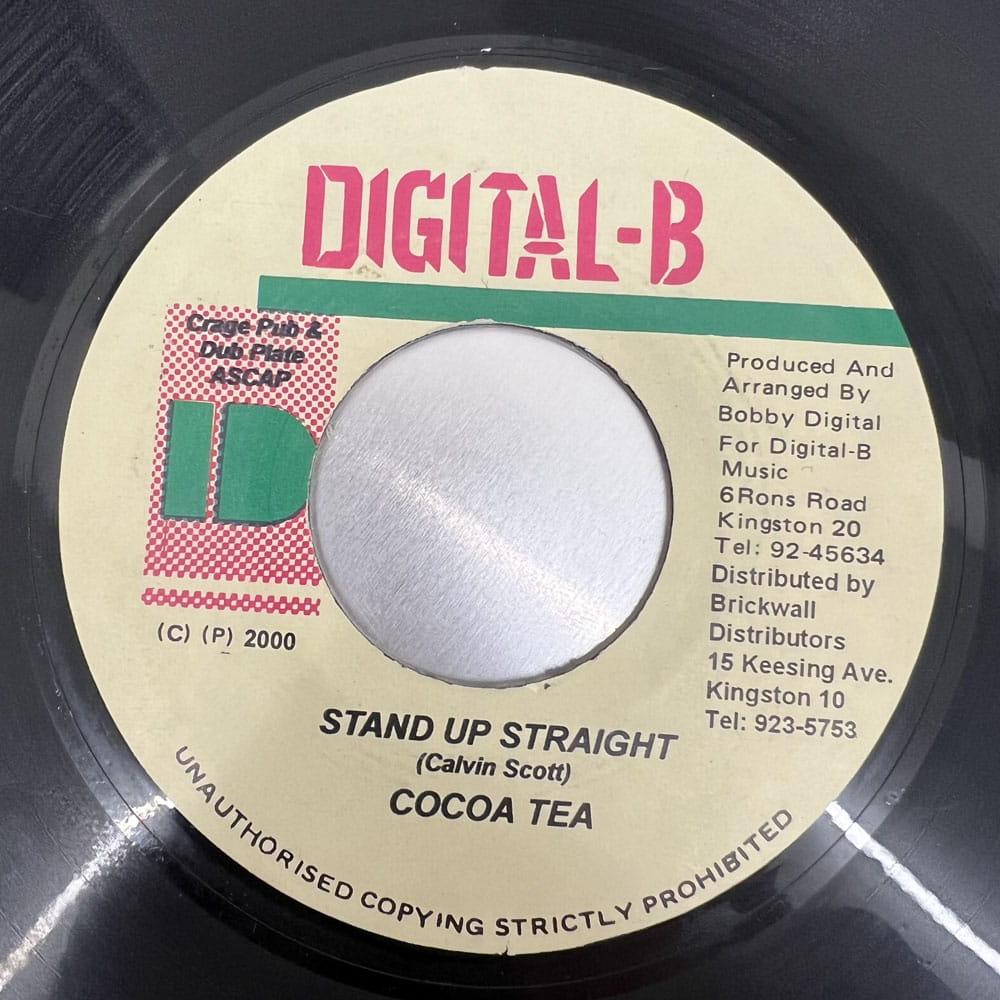 DIGITAL-B
Crage Pub &
Dub Plate
ASCAP
D
(C) (P) 2000
Produced And
Arranged By
Bobby Digital
For Digital-B
Music
6Rons Road
Kingston 20
Tel: 92-45634
Distributed by
Brickwall
Distributors
15 Keesing Ave.
Kingston 10
Tel: 923-5753
STAND UP STRAIGHT
(Calvin Scott)
COCOA TEA
UNAUTHORISED COPYING STRICTLY PROHIBITED